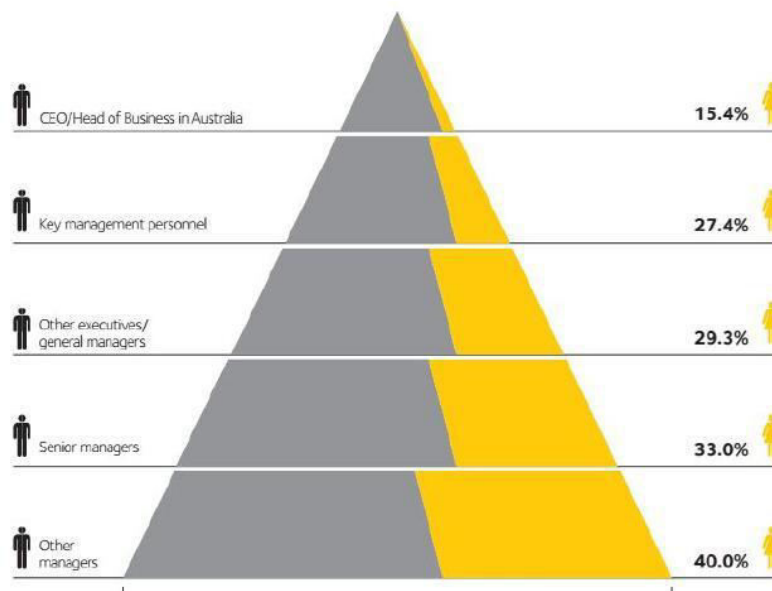 CEO/Head of Business in Australia
15.4%
Key management personnel
27.4%
Other executives/
general managers
29.3%
Senior managers
33.0%
Other
managers
40.0%